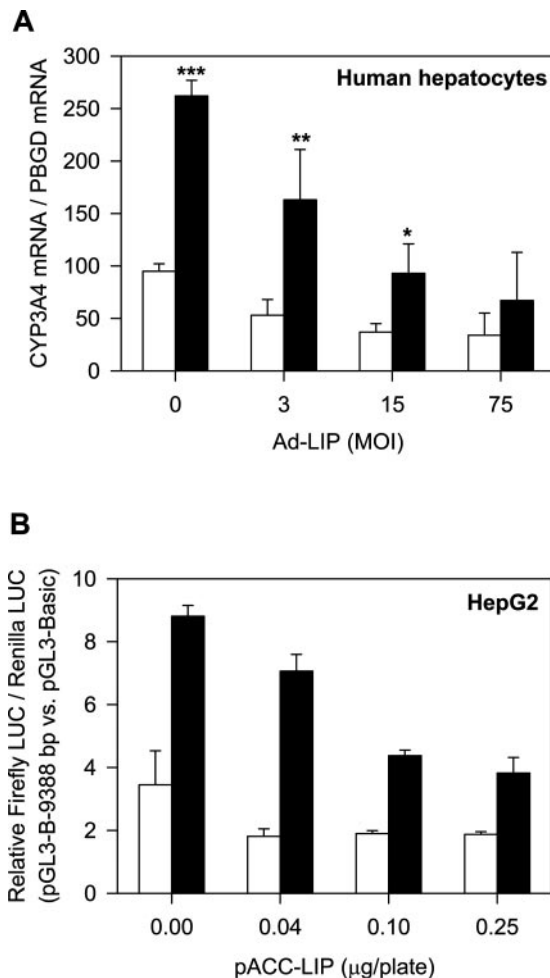 A
CYP3A4 mRNA / PBGD mRNA
300
250
200
150
100
50
0
***
**
*
Human hepatocytes
0 3 15 75
Ad-LIP (MOI)
B
Relative Firefly LUC / Renilla LUC
(pGL3-B-9388 bp vs. pGL3-Basic)
10
8
6
4
2
0
HepG2
0.00 0.04 0.10 0.25
pACC-LIP (μg/plate)